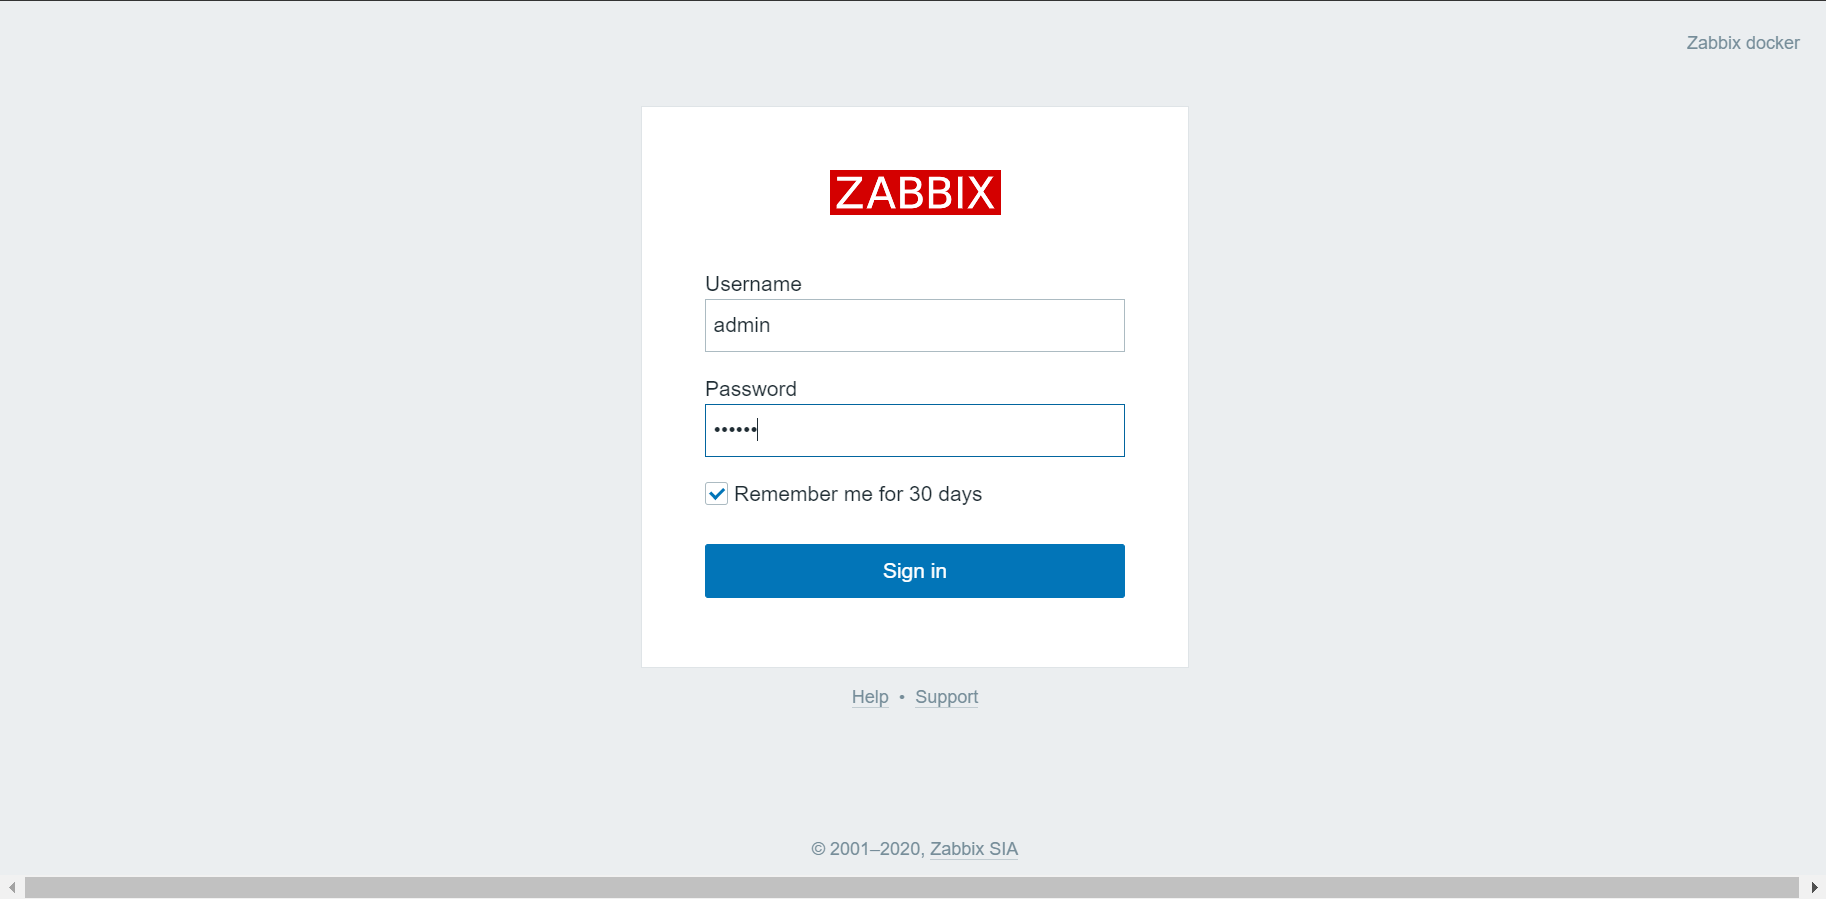 Zabbix docker
ZABBIX
Username
admin
Password
••••••
Remember me for 30 days
Sign in
Help • Support
© 2001–2020, Zabbix SIA